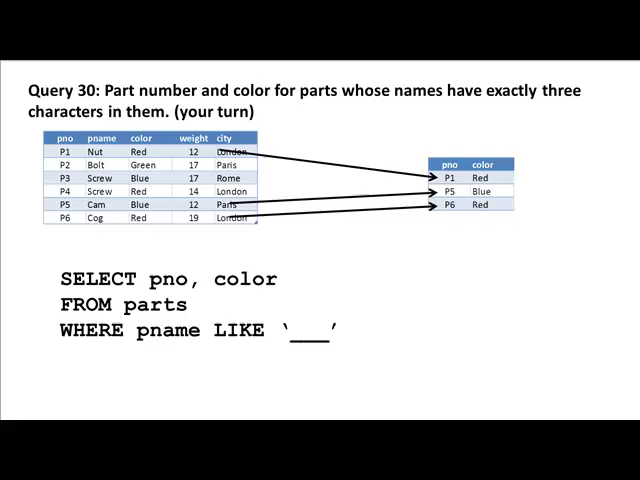 Query 30: Part number and color for parts whose names have exactly three
characters in them. (your turn)
pno pname color weight city
P1 Nut Red 12 London
P2 Bolt Green 17 Paris
P3 Screw Blue 17 Rome
P4 Screw Red 14 London
P5 Cam Blue 12 Paris
P6 Cog Red 19 London
pno color
P1 Red
P5 Blue
P6 Red
SELECT pno, color
FROM parts
WHERE pname LIKE ‘___’